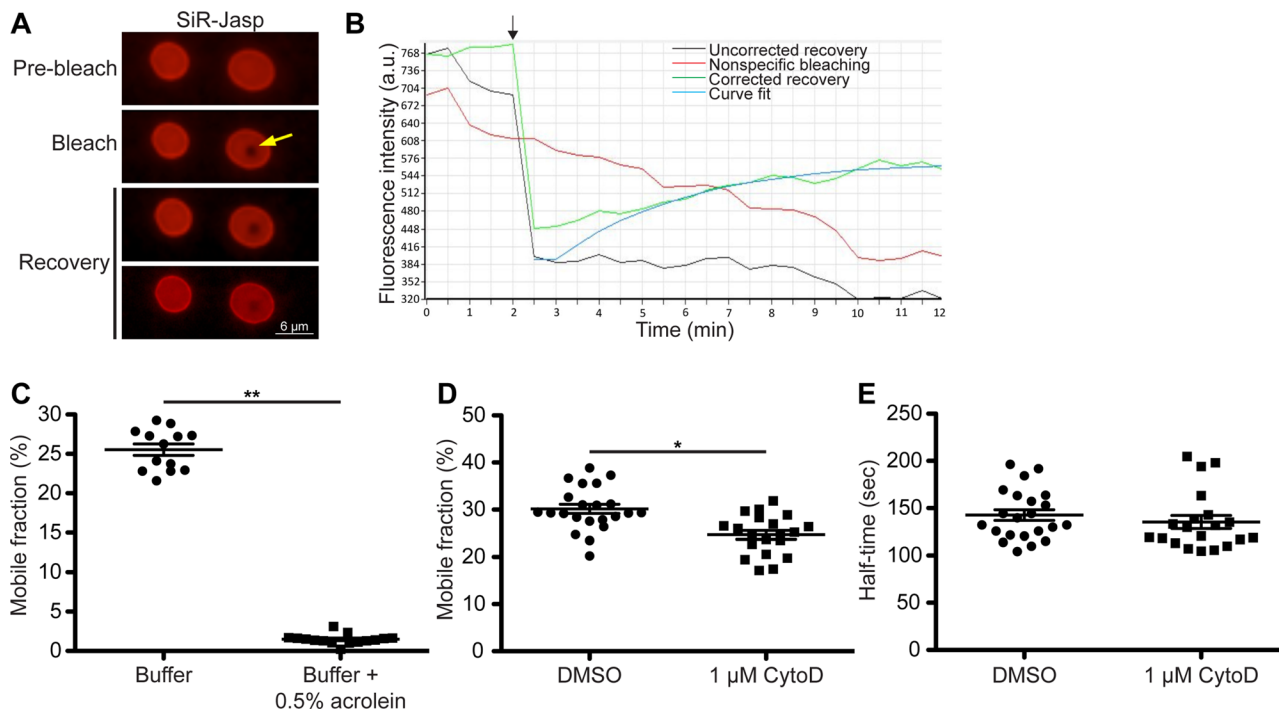 A
SiR-Jasp
Pre-bleach
Bleach
Recovery
6 µm
B
Fluorescence intensity (a.u.)
768
736
704
672
640
608
576
544
512
480
448
416
384
352
320
Uncorrected recovery
Nonspecific bleaching
Corrected recovery
Curve fit
0 1 2 3 4 5 6 7 8 9 10 11 12
Time (min)
C
Mobile fraction (%)
30
25
20
15
10
5
0
**
Buffer
Buffer +
0.5% acrolein
D
Mobile fraction (%)
50
40
30
20
10
0
*
DMSO
1 µM CytoD
E
Half-time (sec)
250
200
150
100
50
0
DMSO
1 µM CytoD